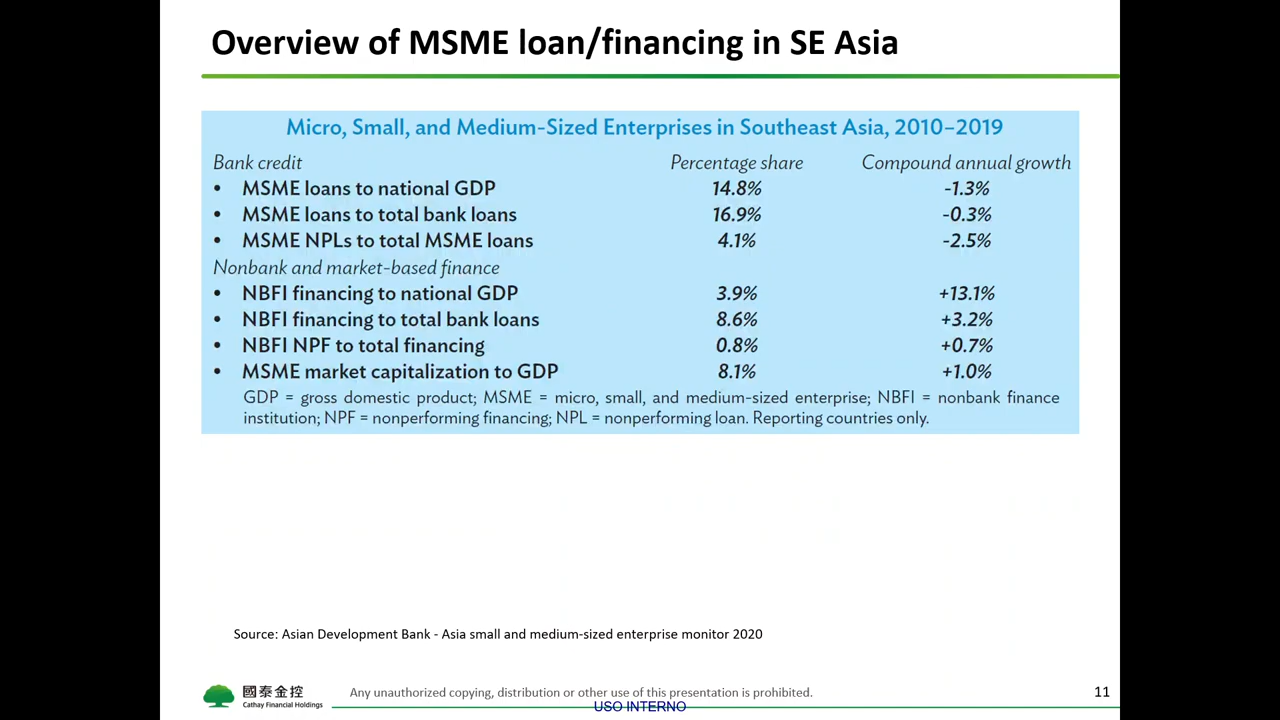 Overview of MSME loan/financing in SE Asia
Micro, Small, and Medium-Sized Enterprises in Southeast Asia, 2010–2019
Bank credit Percentage share Compound annual growth
• MSME loans to national GDP 14.8% -1.3%
• MSME loans to total bank loans 16.9% -0.3%
• MSME NPLs to total MSME loans 4.1% -2.5%
Nonbank and market-based finance
• NBFI financing to national GDP 3.9% +13.1%
• NBFI financing to total bank loans 8.6% +3.2%
• NBFI NPF to total financing 0.8% +0.7%
• MSME market capitalization to GDP 8.1% +1.0%
GDP = gross domestic product; MSME = micro, small, and medium-sized enterprise; NBFI = nonbank finance
institution; NPF = nonperforming financing; NPL = nonperforming loan. Reporting countries only.
Source: Asian Development Bank - Asia small and medium-sized enterprise monitor 2020
國泰金控
Cathay Financial Holdings
Any unauthorized copying, distribution or other use of this presentation is prohibited.
11
USO INTERNO